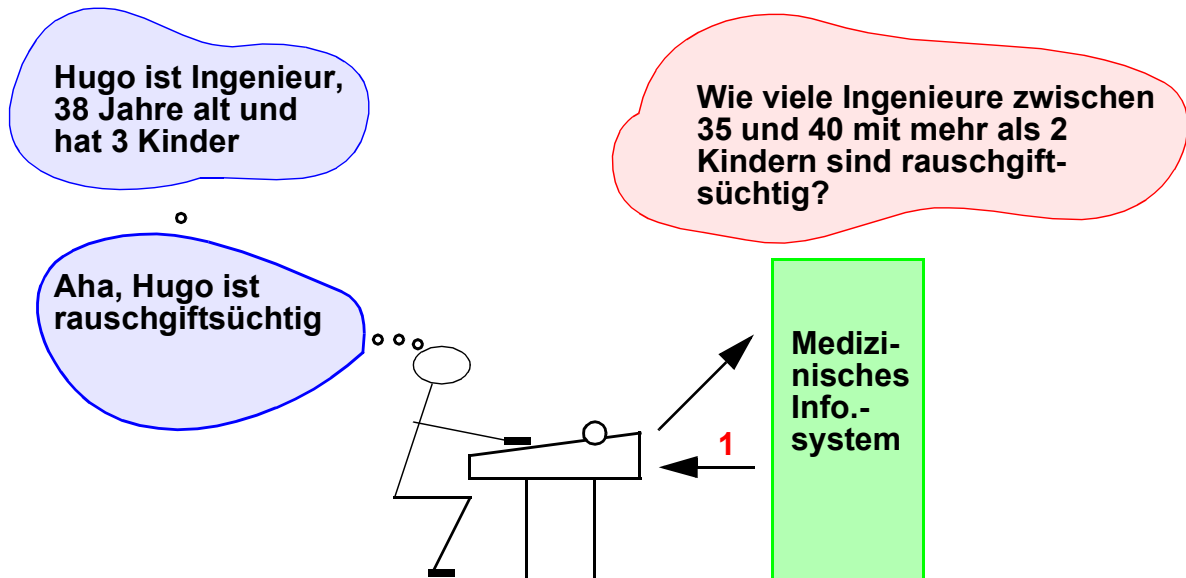 Hugo ist Ingenieur,
38 Jahre alt und
hat 3 Kinder
Aha, Hugo ist
rauschgiftsüchtig
Wie viele Ingenieure zwischen
35 und 40 mit mehr als 2
Kindern sind rauschgift-
süchtig?
Medizi-
nisches
Info.-
system
1